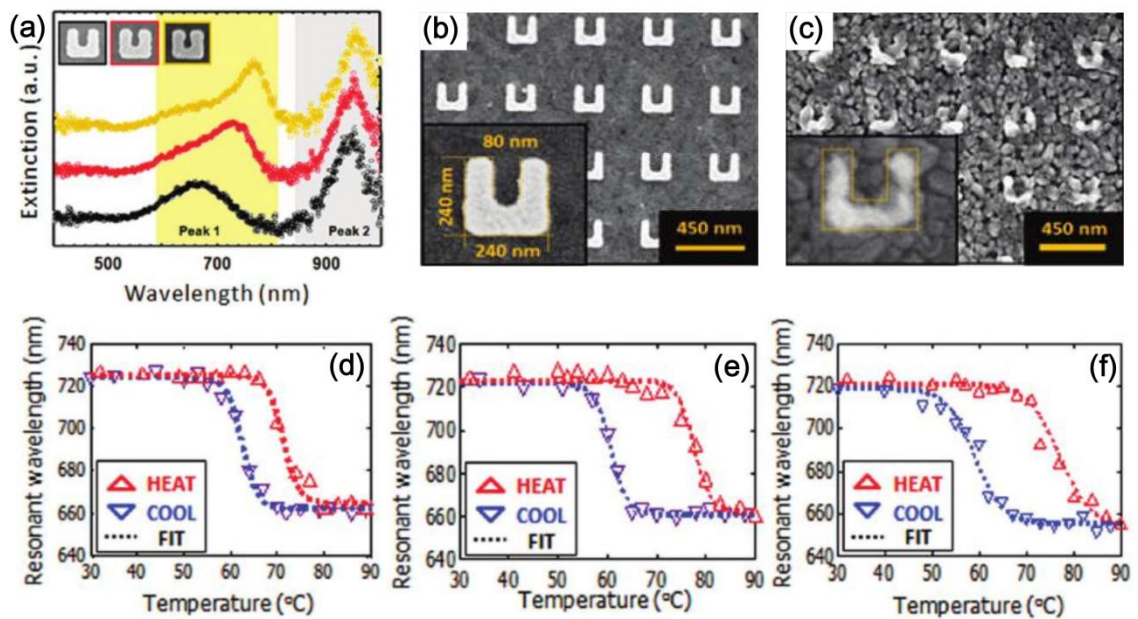 (a)
Extinction (a.u.)
Peak 1
Peak 2
500
700
900
Wavelength (nm)
(b)
80 nm
240 nm
240 nm
450 nm
(c)
450 nm
(d)
Resonant wavelength (nm)
740
720
700
680
660
640
HEAT
COOL
FIT
30 40 50 60 70 80 90
Temperature (°C)
(e)
Resonant wavelength (nm)
740
720
700
680
660
640
HEAT
COOL
FIT
30 40 50 60 70 80 90
Temperature (°C)
(f)
Resonant wavelength (nm)
740
720
700
680
660
640
HEAT
COOL
FIT
30 40 50 60 70 80 90
Temperature (°C)